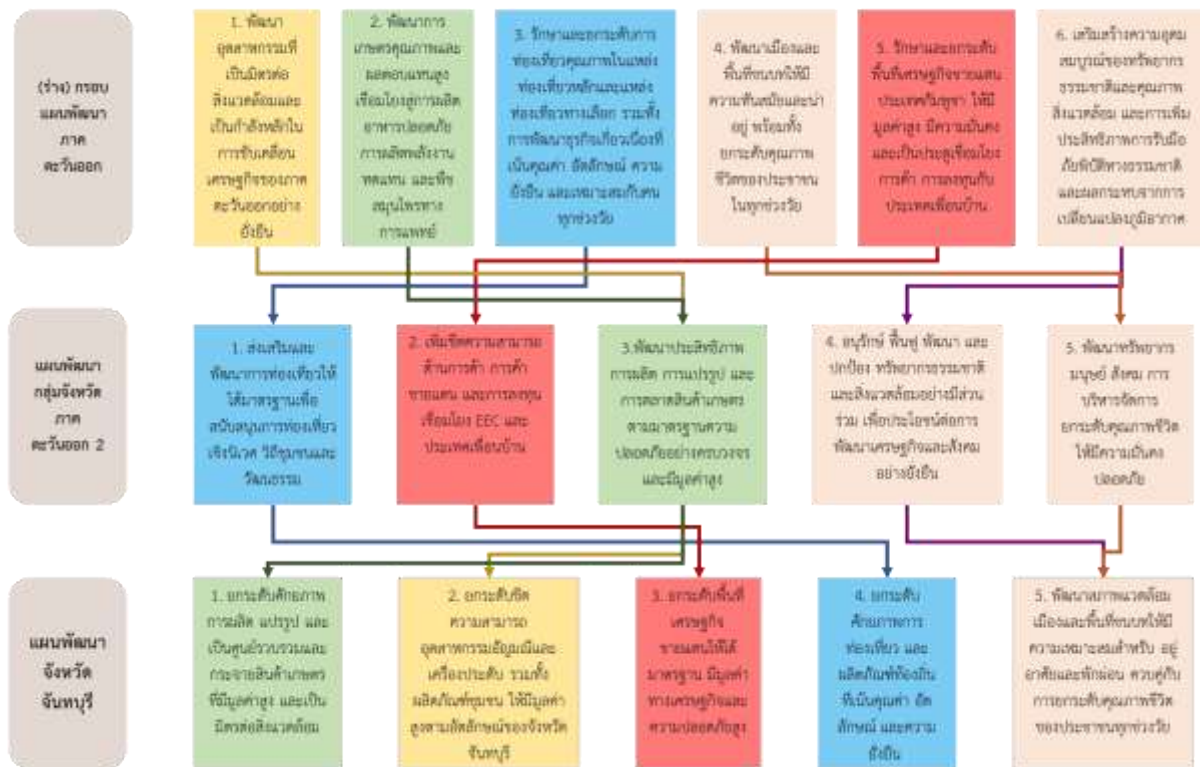 (ร่าง) กรอบ
แผนพัฒนา
ภาค
ตะวันออก
1. พัฒนา
อุตสาหกรรมที่
เป็นมิตรต่อ
สิ่งแวดล้อมและ
เป็นกำลังหลักใน
การขับเคลื่อน
เศรษฐกิจของภาค
ตะวันออกอย่าง
ยั่งยืน
2. พัฒนาการ
เกษตรคุณภาพและ
ผลตอบแทนสูง
เชื่อมโยงสู่การผลิต
อาหารปลอดภัย
การผลิตพลังงาน
ทดแทน และพืช
สมุนไพรทาง
การแพทย์
3. รักษาและยกระดับการ
ท่องเที่ยวคุณภาพในแหล่ง
ท่องเที่ยวหลักและแหล่ง
ท่องเที่ยวทางเลือก รวมทั้ง
การพัฒนาธุรกิจเกี่ยวเนื่องที่
เน้นคุณค่า อัตลักษณ์ ความ
ยั่งยืน และเหมาะสมกับคน
ทุกช่วงวัย
4. พัฒนาเมืองและ
พื้นที่ชนบทให้มี
ความทันสมัยและน่า
อยู่ พร้อมทั้ง
ยกระดับคุณภาพ
ชีวิตของประชาชน
ในทุกช่วงวัย
5. รักษาและยกระดับ
พื้นที่เศรษฐกิจชายแดน
ประเทศกัมพูชา ให้มี
มูลค่าสูง มีความมั่นคง
และเป็นประตูเชื่อมโยง
การค้า การลงทุนกับ
ประเทศเพื่อนบ้าน
6. เสริมสร้างความอุดม
สมบูรณ์ของทรัพยากร
ธรรมชาติและคุณภาพ
สิ่งแวดล้อม และการเพิ่ม
ประสิทธิภาพการรับมือ
ภัยพิบัติทางธรรมชาติ
และผลกระทบจากการ
เปลี่ยนแปลงภูมิอากาศ
แผนพัฒนา
กลุ่มจังหวัด
ภาค
ตะวันออก 2
1. ส่งเสริมและ
พัฒนาการท่องเที่ยวให้
ได้มาตรฐานเพื่อ
สนับสนุนการท่องเที่ยว
เชิงนิเวศ วิถีชุมชนและ
วัฒนธรรม
2. เพิ่มขีดความสามารถ
ด้านการค้า การค้า
ชายแดน และการลงทุน
เชื่อมโยง EEC และ
ประเทศเพื่อนบ้าน
3.พัฒนาประสิทธิภาพ
การผลิต การแปรรูป และ
การตลาดสินค้าเกษตร
ตามมาตรฐานความ
ปลอดภัยอย่างครบวงจร
และมีมูลค่าสูง
4. อนุรักษ์ ฟื้นฟู พัฒนา และ
ปกป้อง ทรัพยากรธรรมชาติ
และสิ่งแวดล้อมอย่างมีส่วน
ร่วม เพื่อประโยชน์ต่อการ
พัฒนาเศรษฐกิจและสังคม
อย่างยั่งยืน
5. พัฒนาทรัพยากร
มนุษย์ สังคม การ
บริหารจัดการ
ยกระดับคุณภาพชีวิต
ให้มีความมั่นคง
ปลอดภัย
แผนพัฒนา
จังหวัด
จันทบุรี
1. ยกระดับศักยภาพ
การผลิต แปรรูป และ
เป็นศูนย์รวบรวมและ
กระจายสินค้าเกษตร
ที่มีมูลค่าสูง และเป็น
มิตรต่อสิ่งแวดล้อม
2. ยกระดับขีด
ความสามารถ
อุตสาหกรรมอัญมณีและ
เครื่องประดับ รวมทั้ง
ผลิตภัณฑ์ชุมชน ให้มีมูลค่า
สูงตามอัตลักษณ์ของจังหวัด
จันทบุรี
3. ยกระดับพื้นที่
เศรษฐกิจ
ชายแดนให้ได้
มาตรฐาน มีมูลค่า
ทางเศรษฐกิจและ
ความปลอดภัยสูง
4. ยกระดับ
ศักยภาพการ
ท่องเที่ยว และ
ผลิตภัณฑ์ท้องถิ่น
ที่เน้นคุณค่า อัต
ลักษณ์ และความ
ยั่งยืน
5. พัฒนาสภาพแวดล้อม
เมืองและพื้นที่ชนบทให้มี
ความเหมาะสมสำหรับ อยู่
อาศัยและพักผ่อน ควบคู่กับ
การยกระดับคุณภาพชีวิต
ของประชาชนทุกช่วงวัย